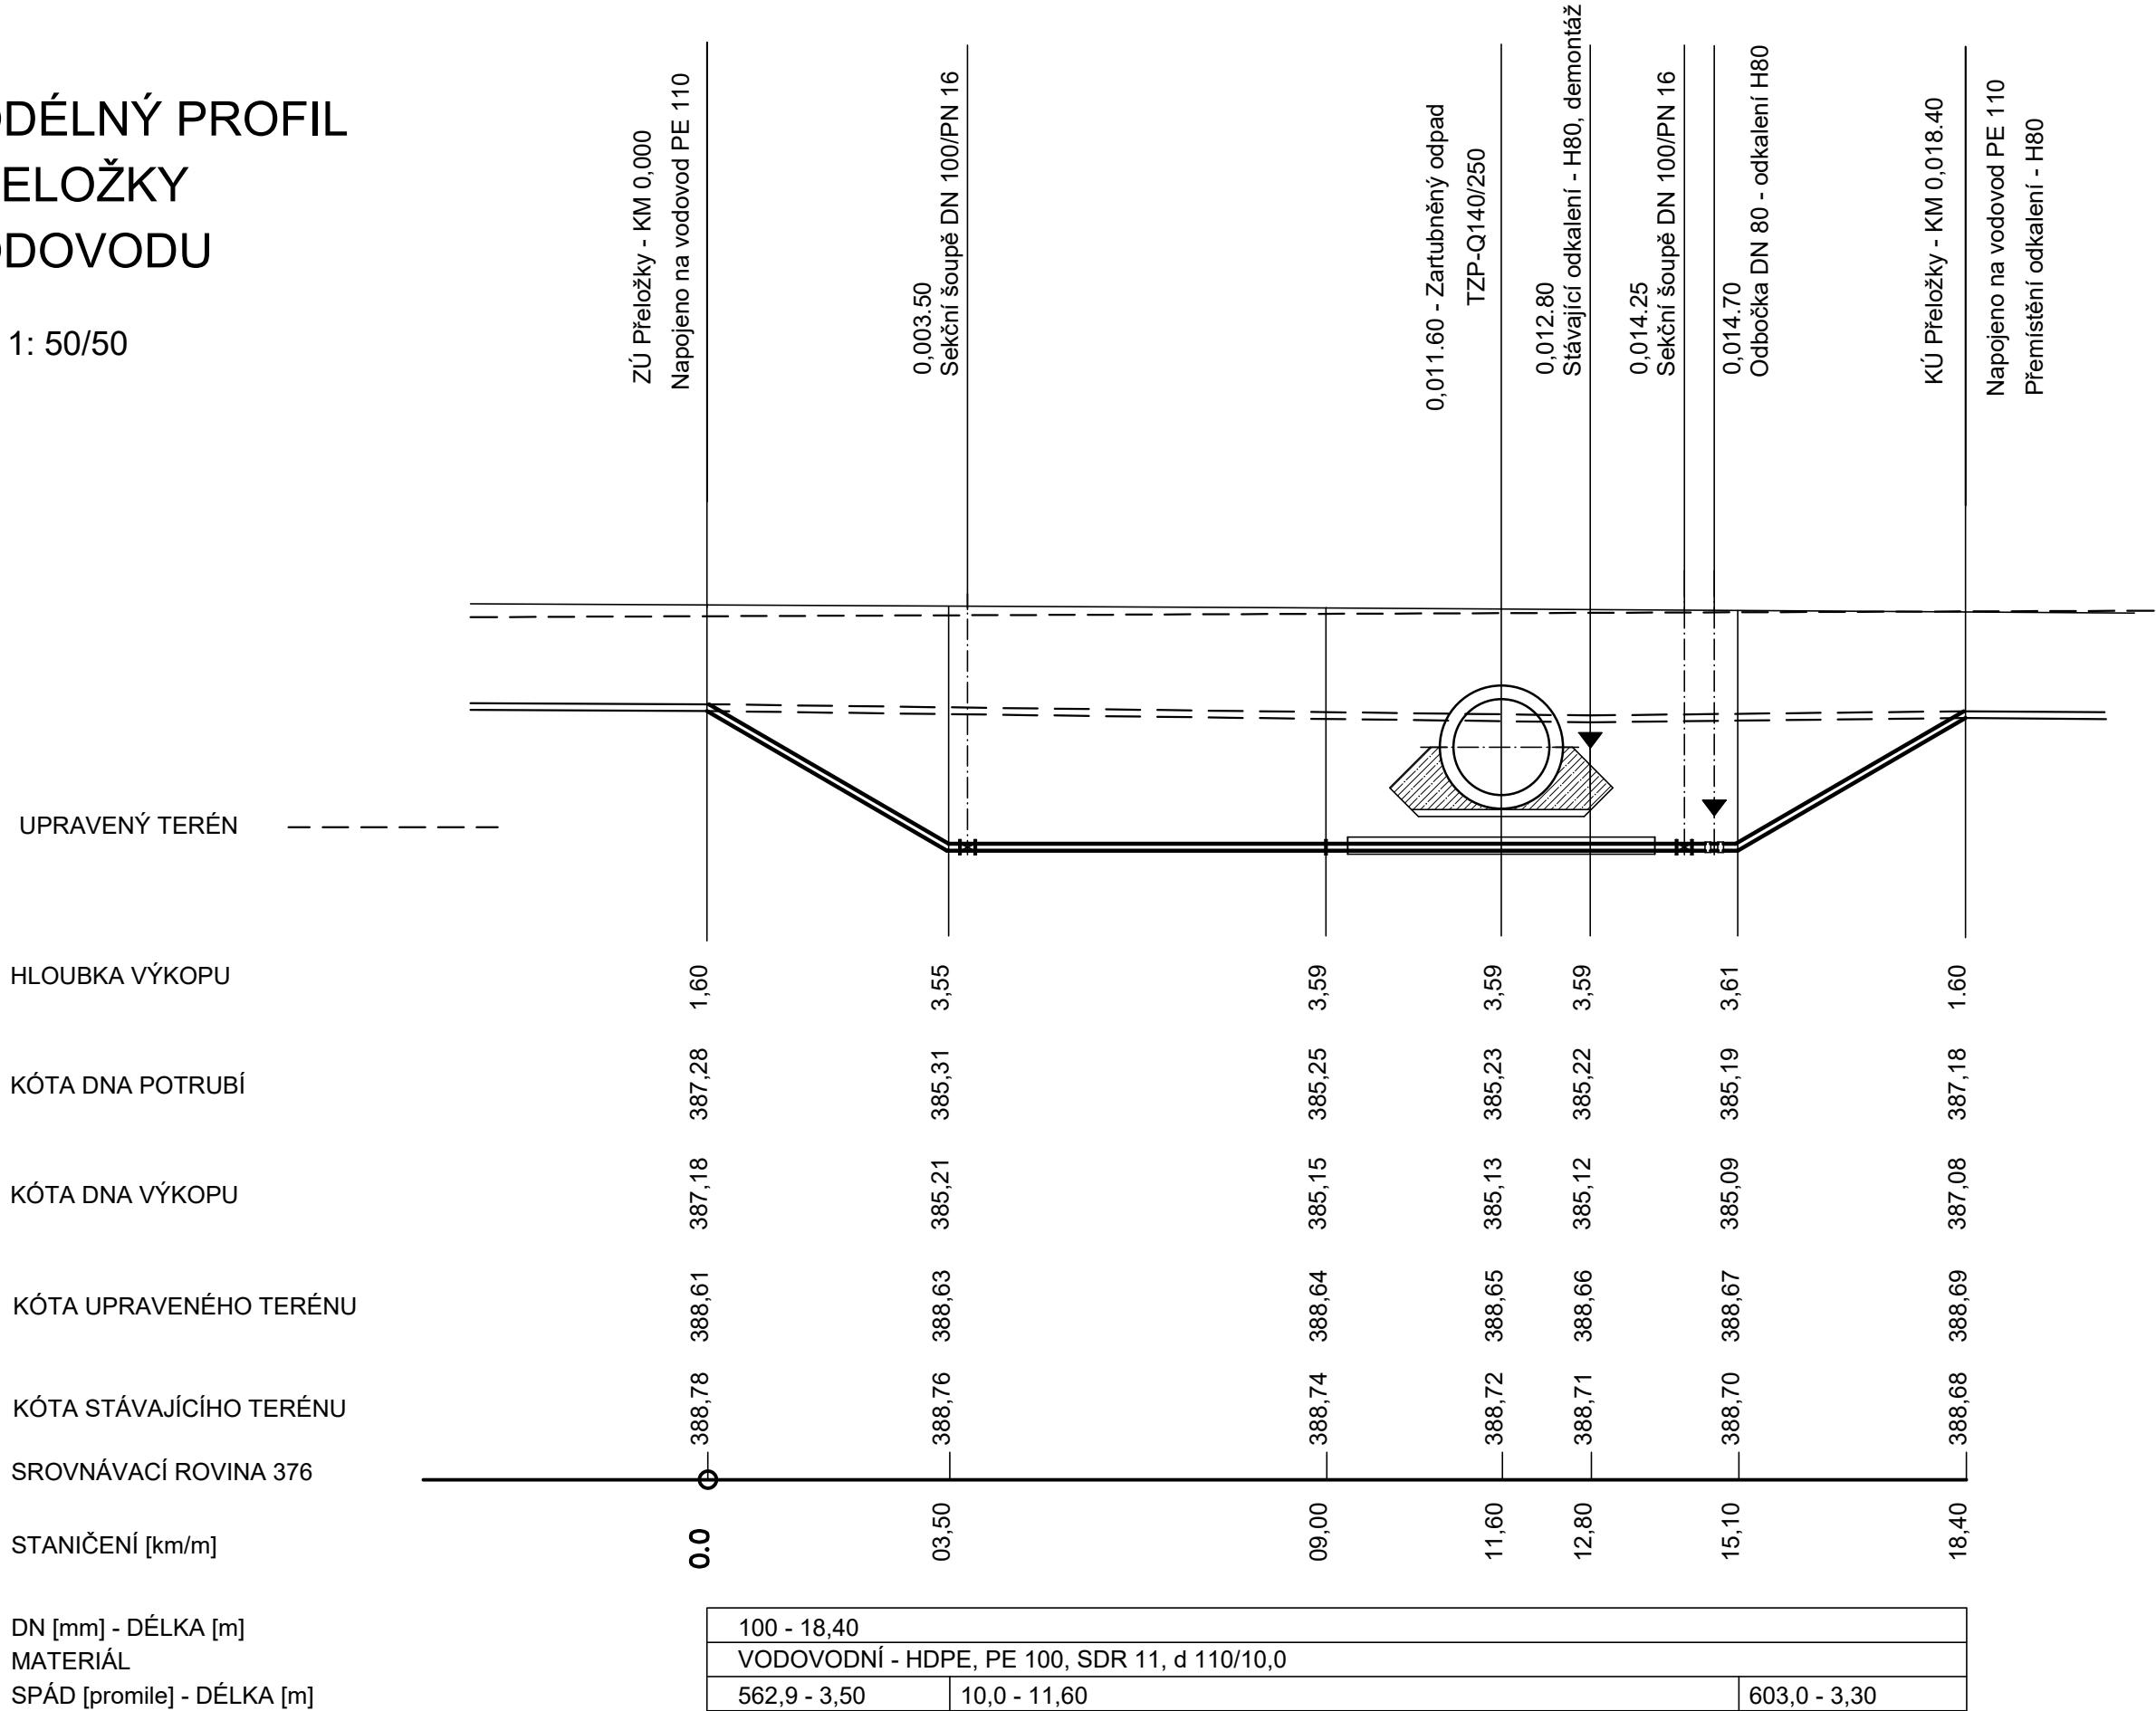 DÉLNÝ PROFIL
ELOŽKY
DOVODU
1: 50/50
ZÚ Přeložky - KM 0,000
Napojeno na vodovod PE 110
0,003.50
Sekční šoupě DN 100/PN 16
0,011.60 - Zartubněný odpad
TZP-Q140/250
0,012.80
Stávající odkalení - H80, demontáž
0,014.25
Sekční šoupě DN 100/PN 16
0,014.70
Odbočka DN 80 - odkalení H80
KÚ Přeložky - KM 0,018.40
Napojeno na vodovod PE 110
Přemístění odkalení - H80
UPRAVENÝ TERÉN
HLOUBKA VÝKOPU 1,60 3,55 3,59 3,59 3,59 3,61 1.60
KÓTA DNA POTRUBÍ 387,28 385,31 385,25 385,23 385,22 385,19 387,18
KÓTA DNA VÝKOPU 387,18 385,21 385,15 385,13 385,12 385,09 387,08
KÓTA UPRAVENÉHO TERÉNU 388,61 388,63 388,64 388,65 388,66 388,67 388,69
KÓTA STÁVAJÍCÍHO TERÉNU 388,78 388,76 388,74 388,72 388,71 388,70 388,68
SROVNÁVACÍ ROVINA 376
STANIČENÍ [km/m] 0.0 03,50 09,00 11,60 12,80 15,10 18,40
DN [mm] - DÉLKA [m] 100 - 18,40
MATERIÁL VODOVODNÍ - HDPE, PE 100, SDR 11, d 110/10,0
SPÁD [promile] - DÉLKA [m] 562,9 - 3,50 10,0 - 11,60 603,0 - 3,30